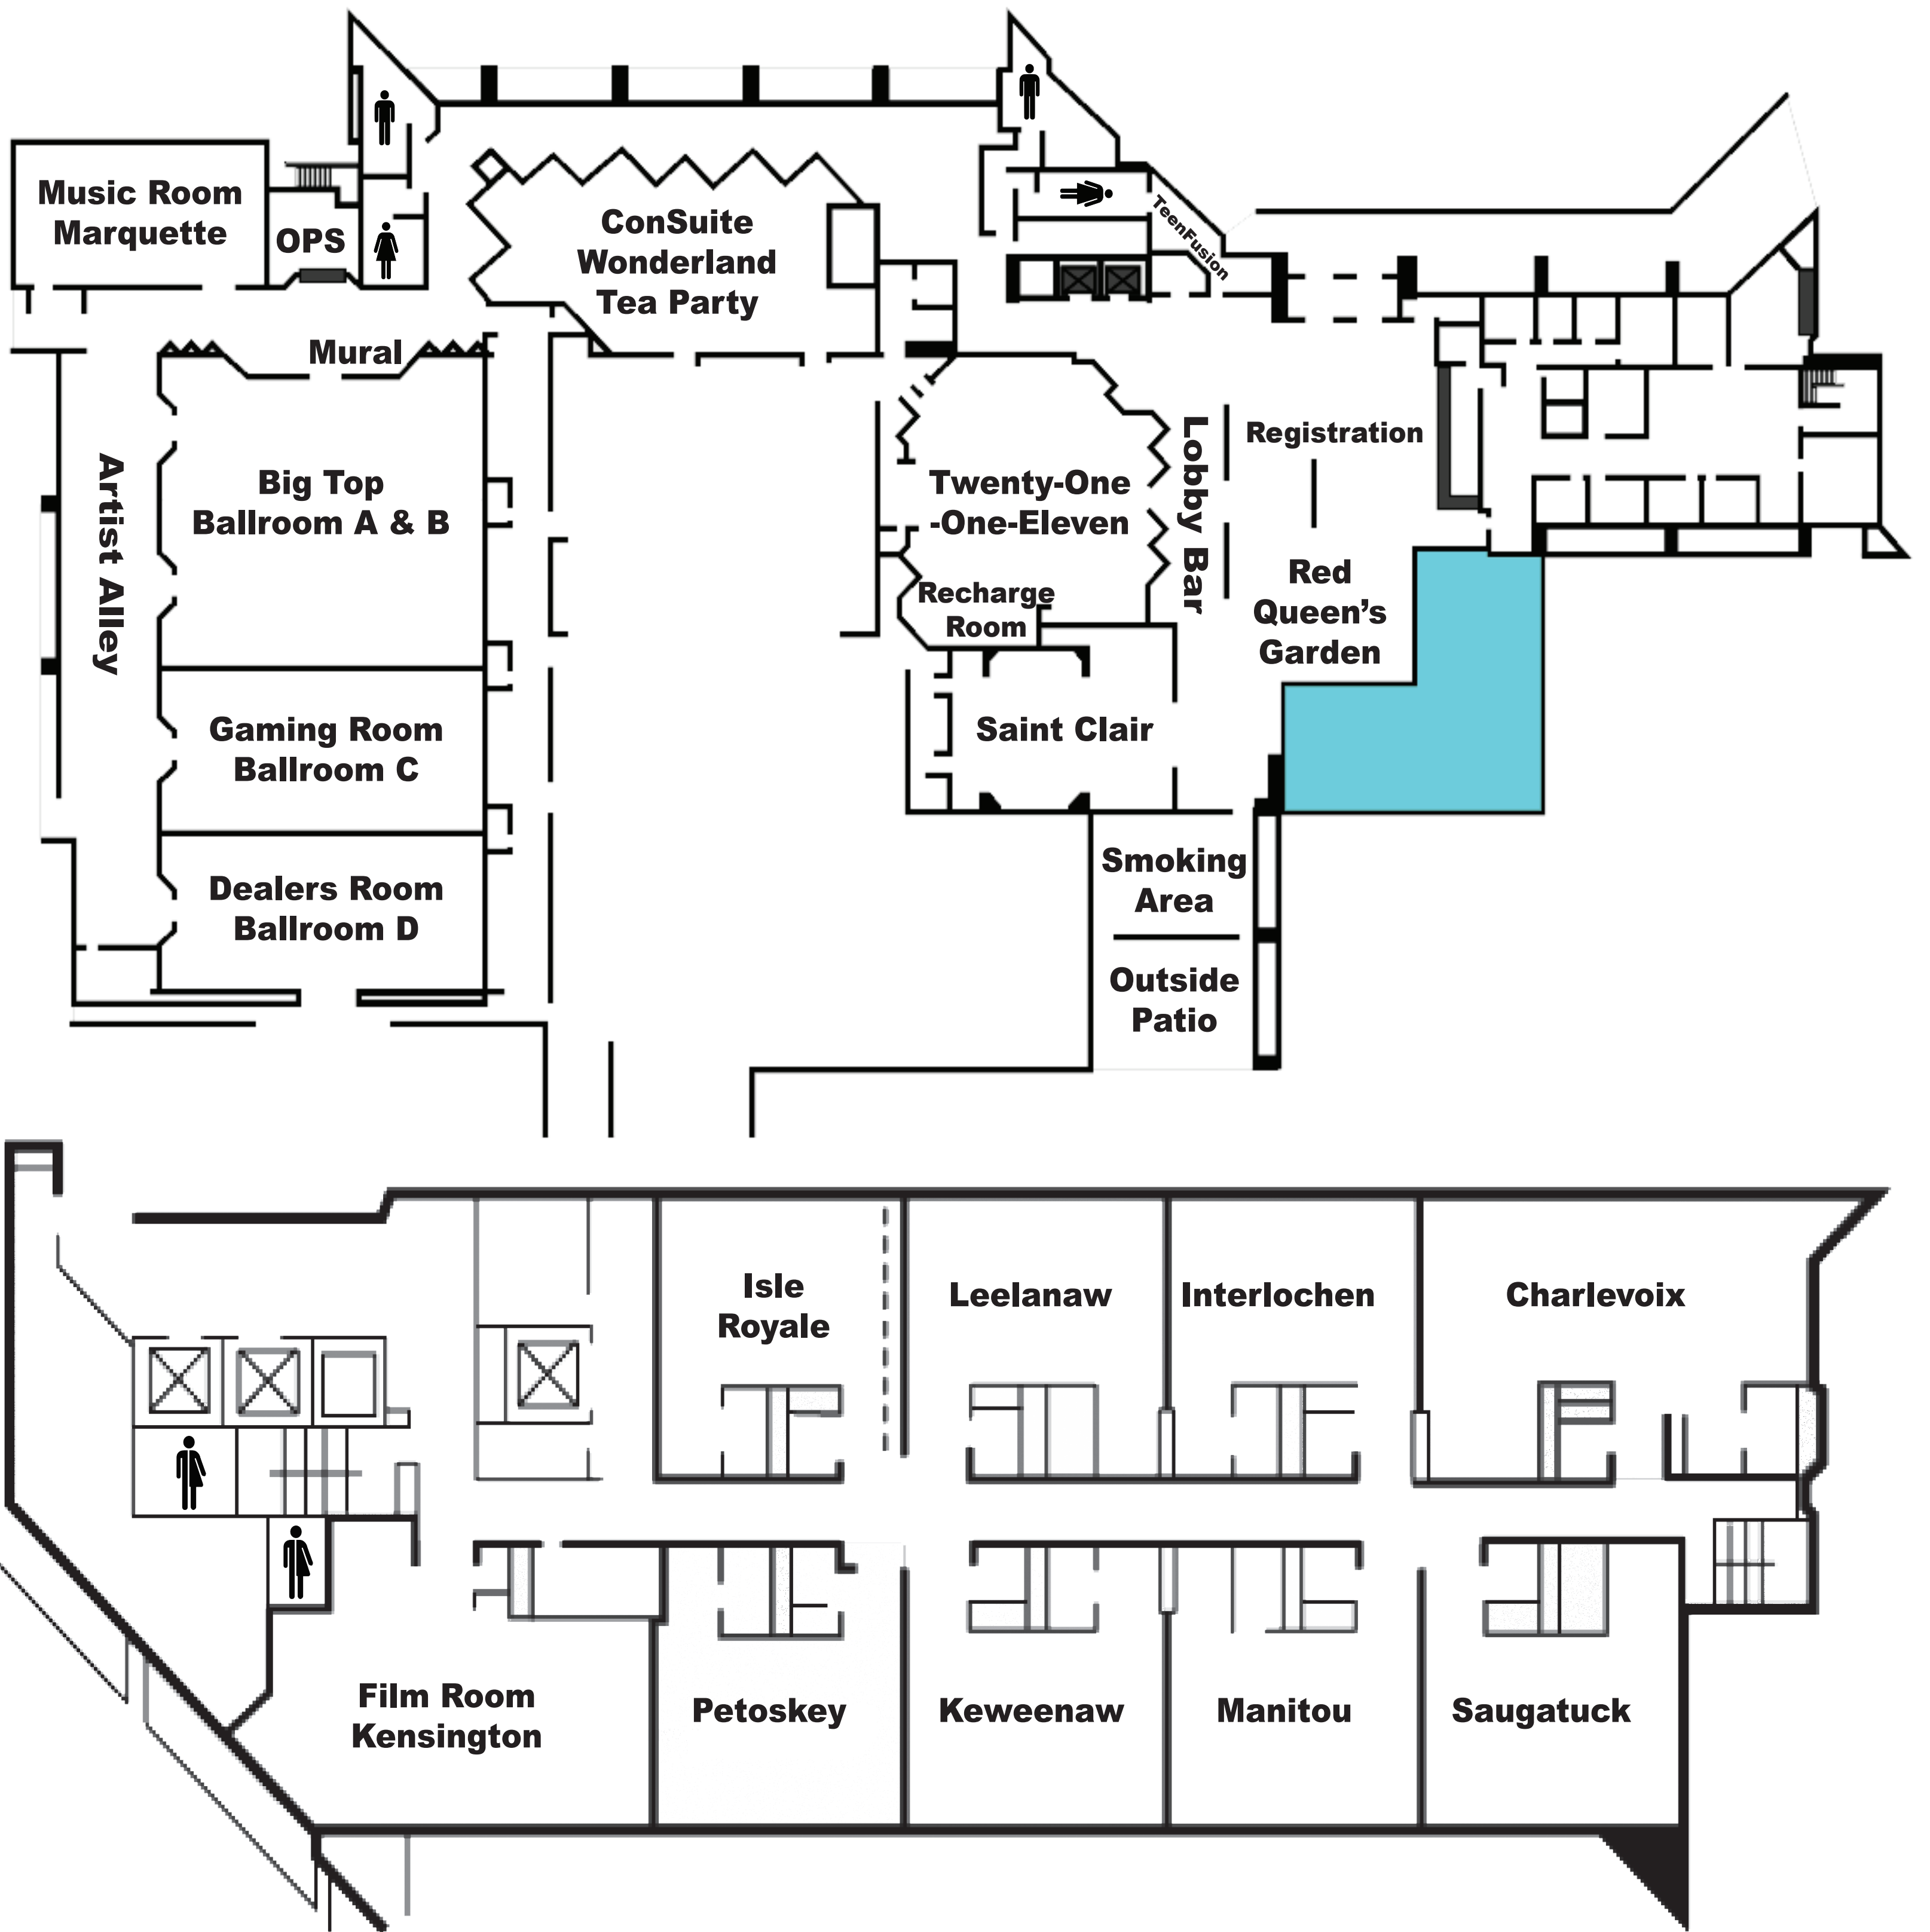 Music Room
Marquette
OPS
ConSuite
Wonderland
Tea Party
TeenFusion
Mural
Artist Alley
Big Top
Ballroom A & B
Twenty-One
-One-Eleven
Lobby Bar
Registration
Recharge
Room
Red
Queen’s
Garden
Gaming Room
Ballroom C
Saint Clair
Dealers Room
Ballroom D
Smoking
Area
Outside
Patio
Isle
Royale
Leelanaw
Interlochen
Charlevoix
Film Room
Kensington
Petoskey
Keweenaw
Manitou
Saugatuck